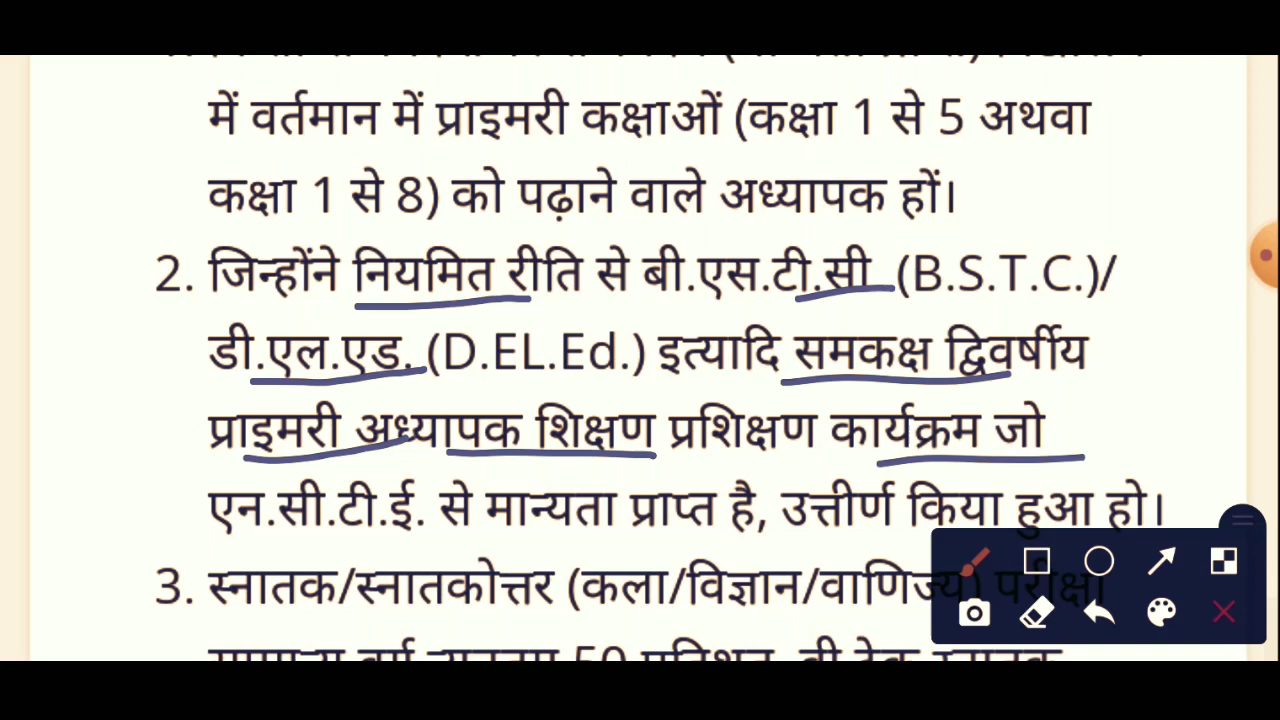 में वर्तमान में प्राइमरी कक्षाओं (कक्षा 1 से 5 अथवा
कक्षा 1 से 8) को पढ़ाने वाले अध्यापक हों।
2. जिन्होंने नियमित रीति से बी.एस.टी.सी (B.S.T.C.)/
डी.एल.एड. (D.EL.Ed.) इत्यादि समकक्ष द्विवर्षीय
प्राइमरी अध्यापक शिक्षण प्रशिक्षण कार्यक्रम जो
एन.सी.टी.ई. से मान्यता प्राप्त है, उत्तीर्ण किया हुआ हो।
3. स्नातक/स्नातकोत्तर (कला/विज्ञान/वाणिज्य) परीक्षा
50